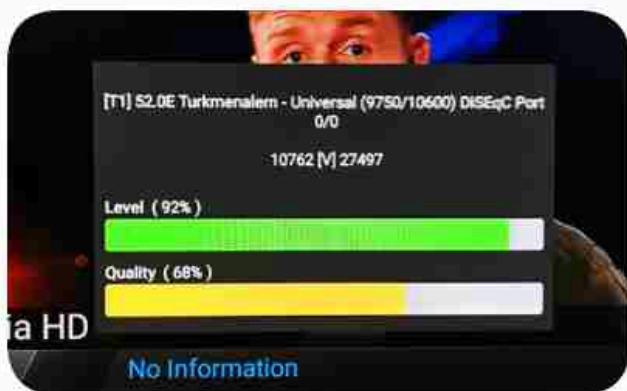 [T1] 52.0E Turkmenalem - Universal (9750/10600) DISEqC Port
0/0
10762 [V] 27497
Level ( 92% )
Quality ( 68% )
ia HD
No Information